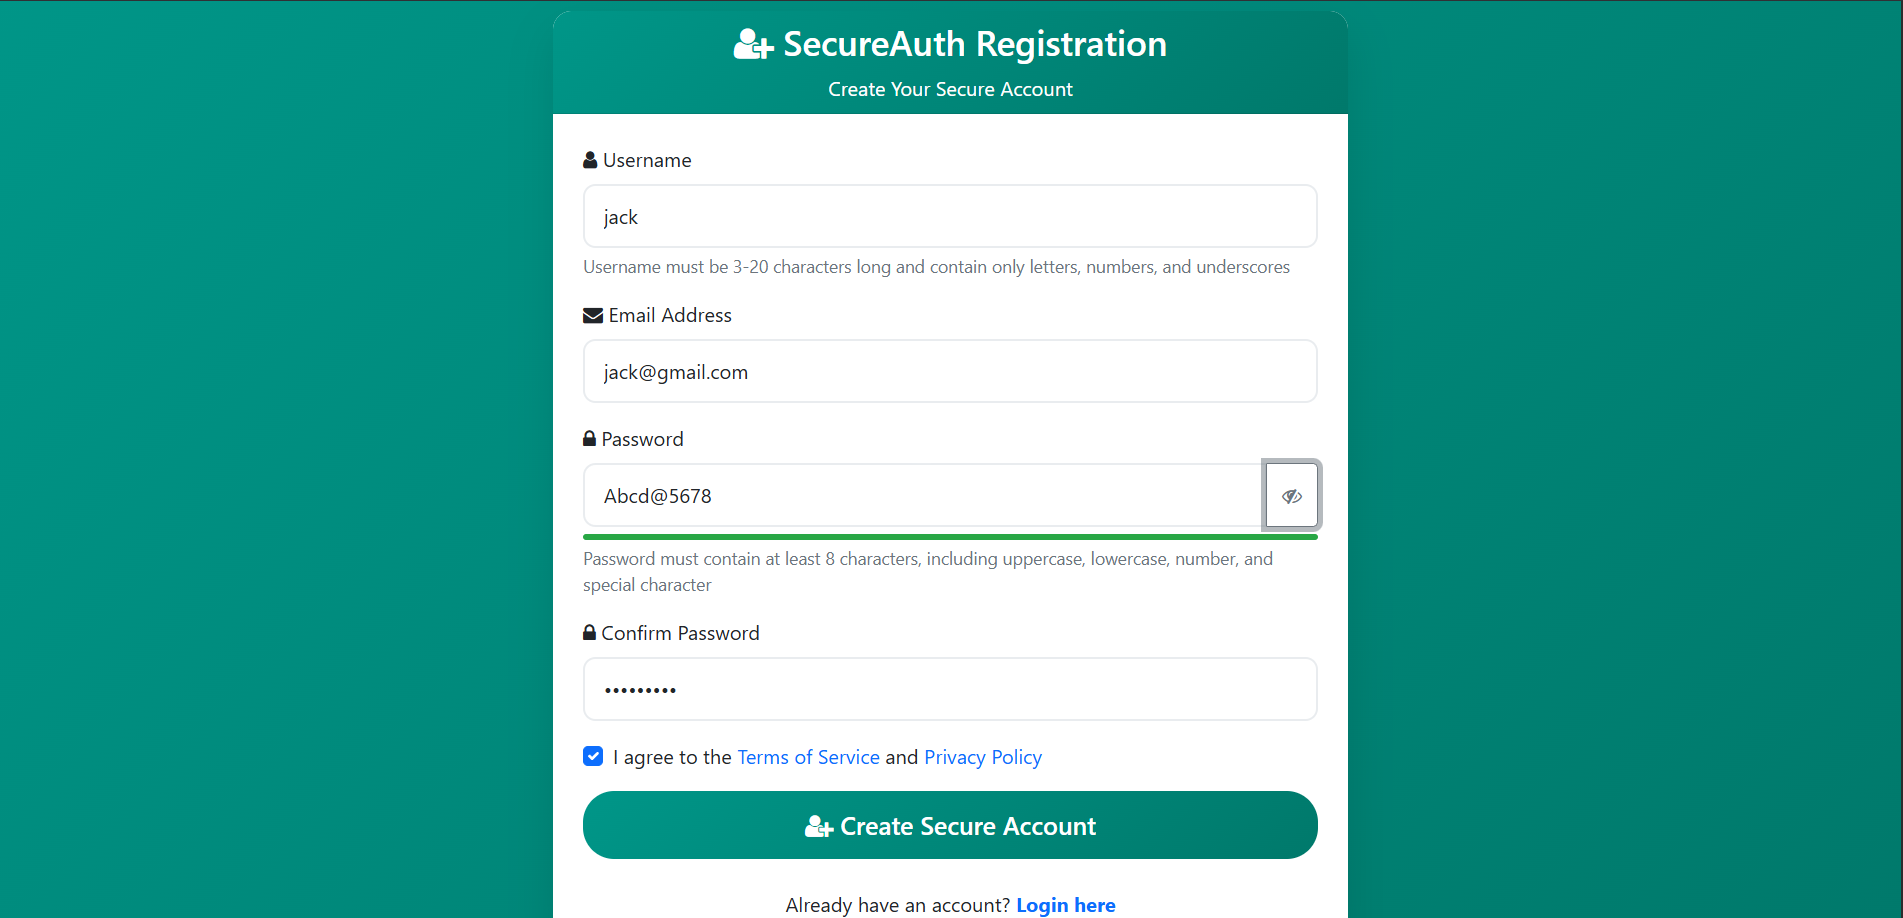 SecureAuth Registration
Create Your Secure Account
Username
jack
Username must be 3-20 characters long and contain only letters, numbers, and underscores
Email Address
jack@gmail.com
Password
Abcd@5678
Password must contain at least 8 characters, including uppercase, lowercase, number, and
special character
Confirm Password
•••••••••
I agree to the Terms of Service and Privacy Policy
Create Secure Account
Already have an account? Login here